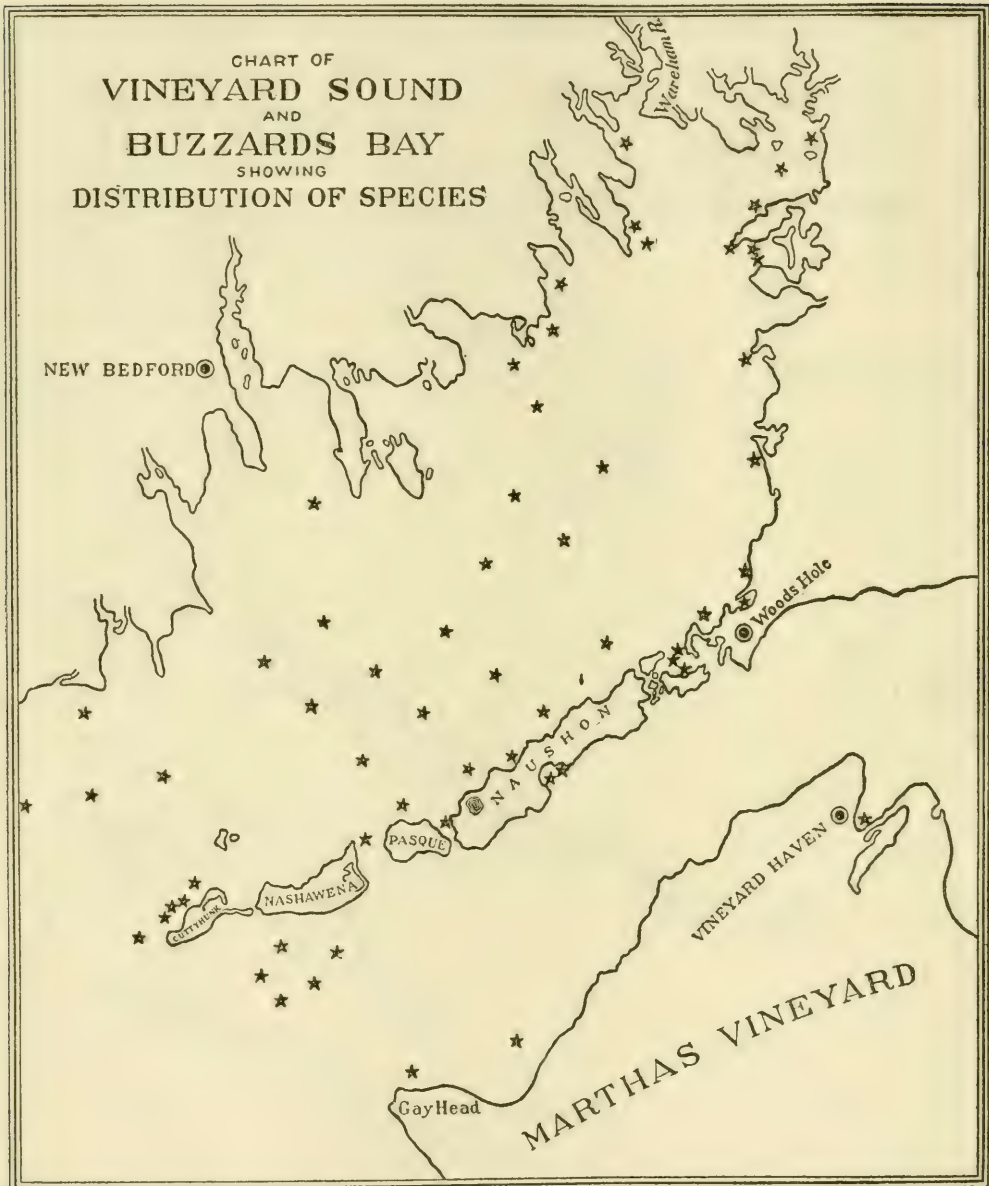 CHART OF
VINEYARD SOUND
AND
BUZZARDS BAY
SHOWING
DISTRIBUTION OF SPECIES
Wareham R.
NEW BEDFORD
Woods Hole
NAUSHON
PASQUE
NASHAWENA
CUTTYHUNK
VINEYARD HAVEN
MARTHAS VINEYARD
Gay Head